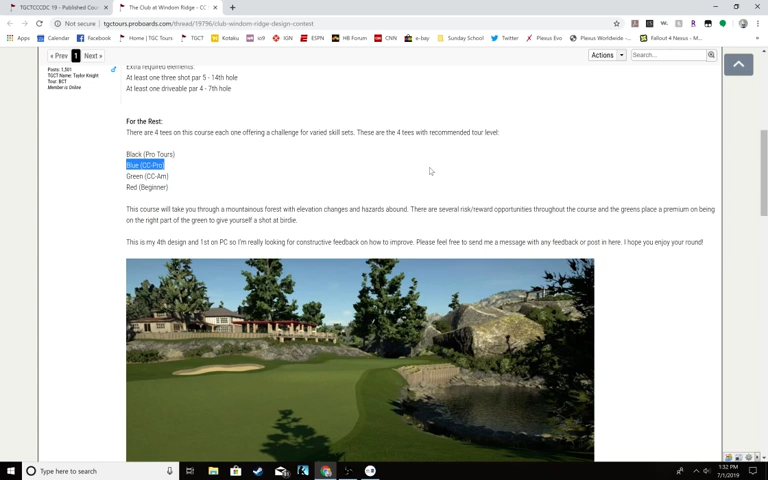 TGCTCCCDC 19 - Published Cour
The Club at Windom Ridge - CC
Not secure
tgctours.proboards.com/thread/19796/club-windom-ridge-design-contest
Apps
Calendar
Facebook
Home | TGC Tours
TGCT
Kotaku
io9
IGN
ESPN
HB Forum
CNN
e-bay
Sunday School
Twitter
Plexus Evo
Plexus Worldwide -...
Fallout 4 Nexus - M...
« Prev
1
Next »
Actions
Search...
Posts: 1,501
TGCT Name: Taylor Knight
Tour: BCT
Member is Online
Extra required elements:
At least one three shot par 5 - 14th hole
At least one driveable par 4 - 7th hole
For the Rest:
There are 4 tees on this course each one offering a challenge for varied skill sets. These are the 4 tees with recommended tour level:
Black (Pro Tours)
Blue (CC-Pro)
Green (CC-Am)
Red (Beginner)
This course will take you through a mountainous forest with elevation changes and hazards abound. There are several risk/reward opportunities throughout the course and the greens place a premium on being
on the right part of the green to give yourself a shot at birdie.
This is my 4th design and 1st on PC so I'm really looking for constructive feedback on how to improve. Please feel free to send me a message with any feedback or post in here. I hope you enjoy your round!
Type here to search
1:32 PM
7/1/2019